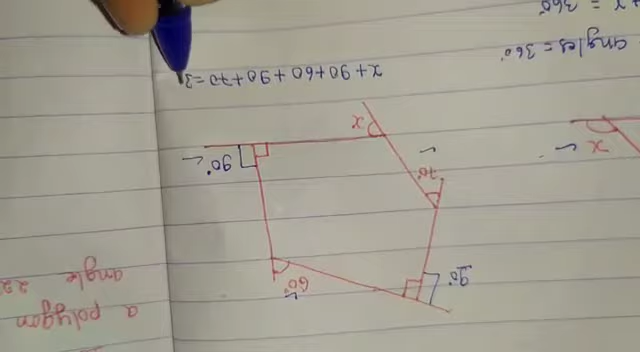 a polygon
angle
90°
60°
70°
90°
x
x
x+90+60+90+70=3
angles = 360°
= 360°